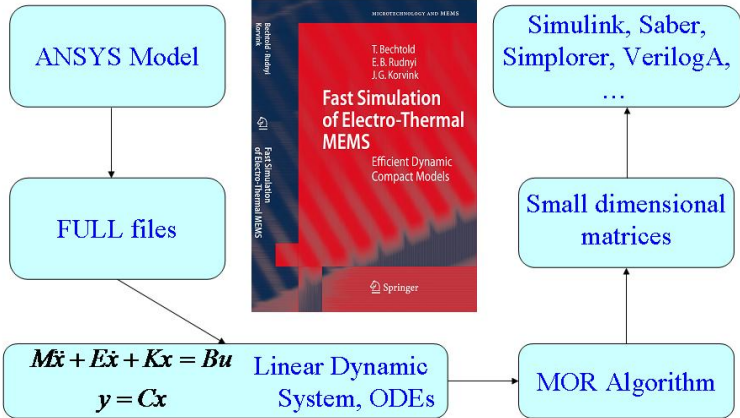 ANSYS Model
FULL files
Mẍ + Eẋ + Kx = Bu
y = Cx
Linear Dynamic
System, ODEs
MOR Algorithm
Small dimensional
matrices
Simulink, Saber,
Simplorer, VerilogA,
…
Bechtold · Rudnyi
Korvink
Fast Simulation
of Electro-Thermal
MEMS
MICROTECHNOLOGY AND MEMS
T. Bechtold
E. B. Rudnyi
J. G. Korvink
Fast Simulation
of Electro-Thermal
MEMS
Efficient Dynamic
Compact Models
Springer